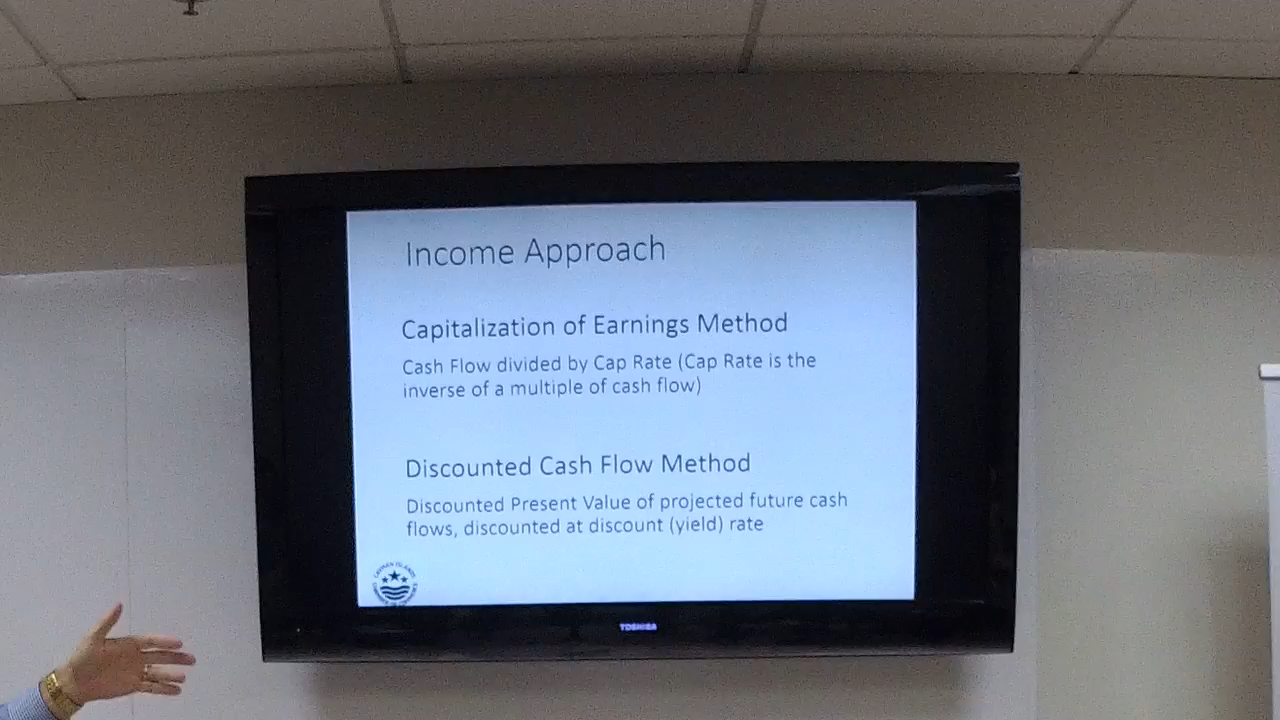 Income Approach
Capitalization of Earnings Method
Cash Flow divided by Cap Rate (Cap Rate is the
inverse of a multiple of cash flow)
Discounted Cash Flow Method
Discounted Present Value of projected future cash
flows, discounted at discount (yield) rate
CAYMAN ISLANDS
TOSHIBA